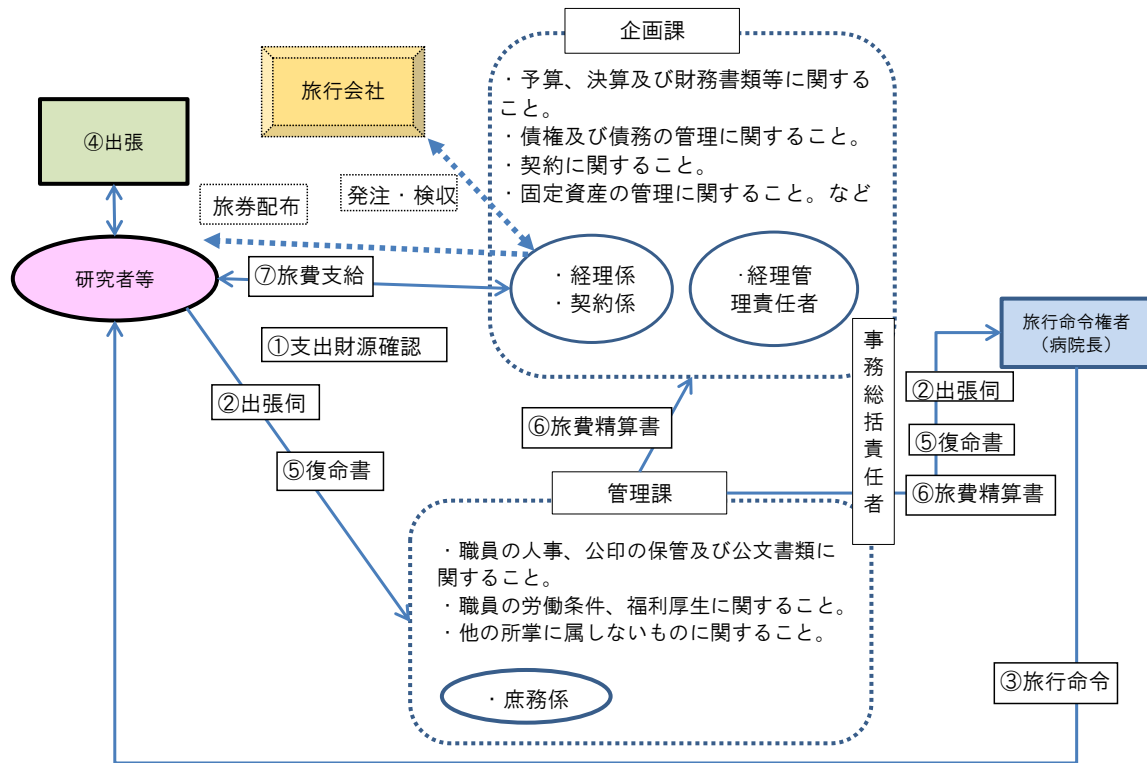 企画課
旅行会社
・予算、決算及び財務書類等に関する
こと。
・債権及び債務の管理に関すること。
・契約に関すること。
・固定資産の管理に関すること。など
④出張
発注・検収
旅券配布
研究者等
⑦旅費支給
・経理係
・契約係
・経理管
理責任者
①支出財源確認
旅行命令権者
（病院長）
事務総括責任者
②出張伺
②出張伺
⑥旅費精算書
⑤復命書
⑤復命書
管理課
⑥旅費精算書
・職員の人事、公印の保管及び公文書類に
関すること。
・職員の労働条件、福利厚生に関すること。
・他の所掌に属しないものに関すること。
③旅行命令
・庶務係